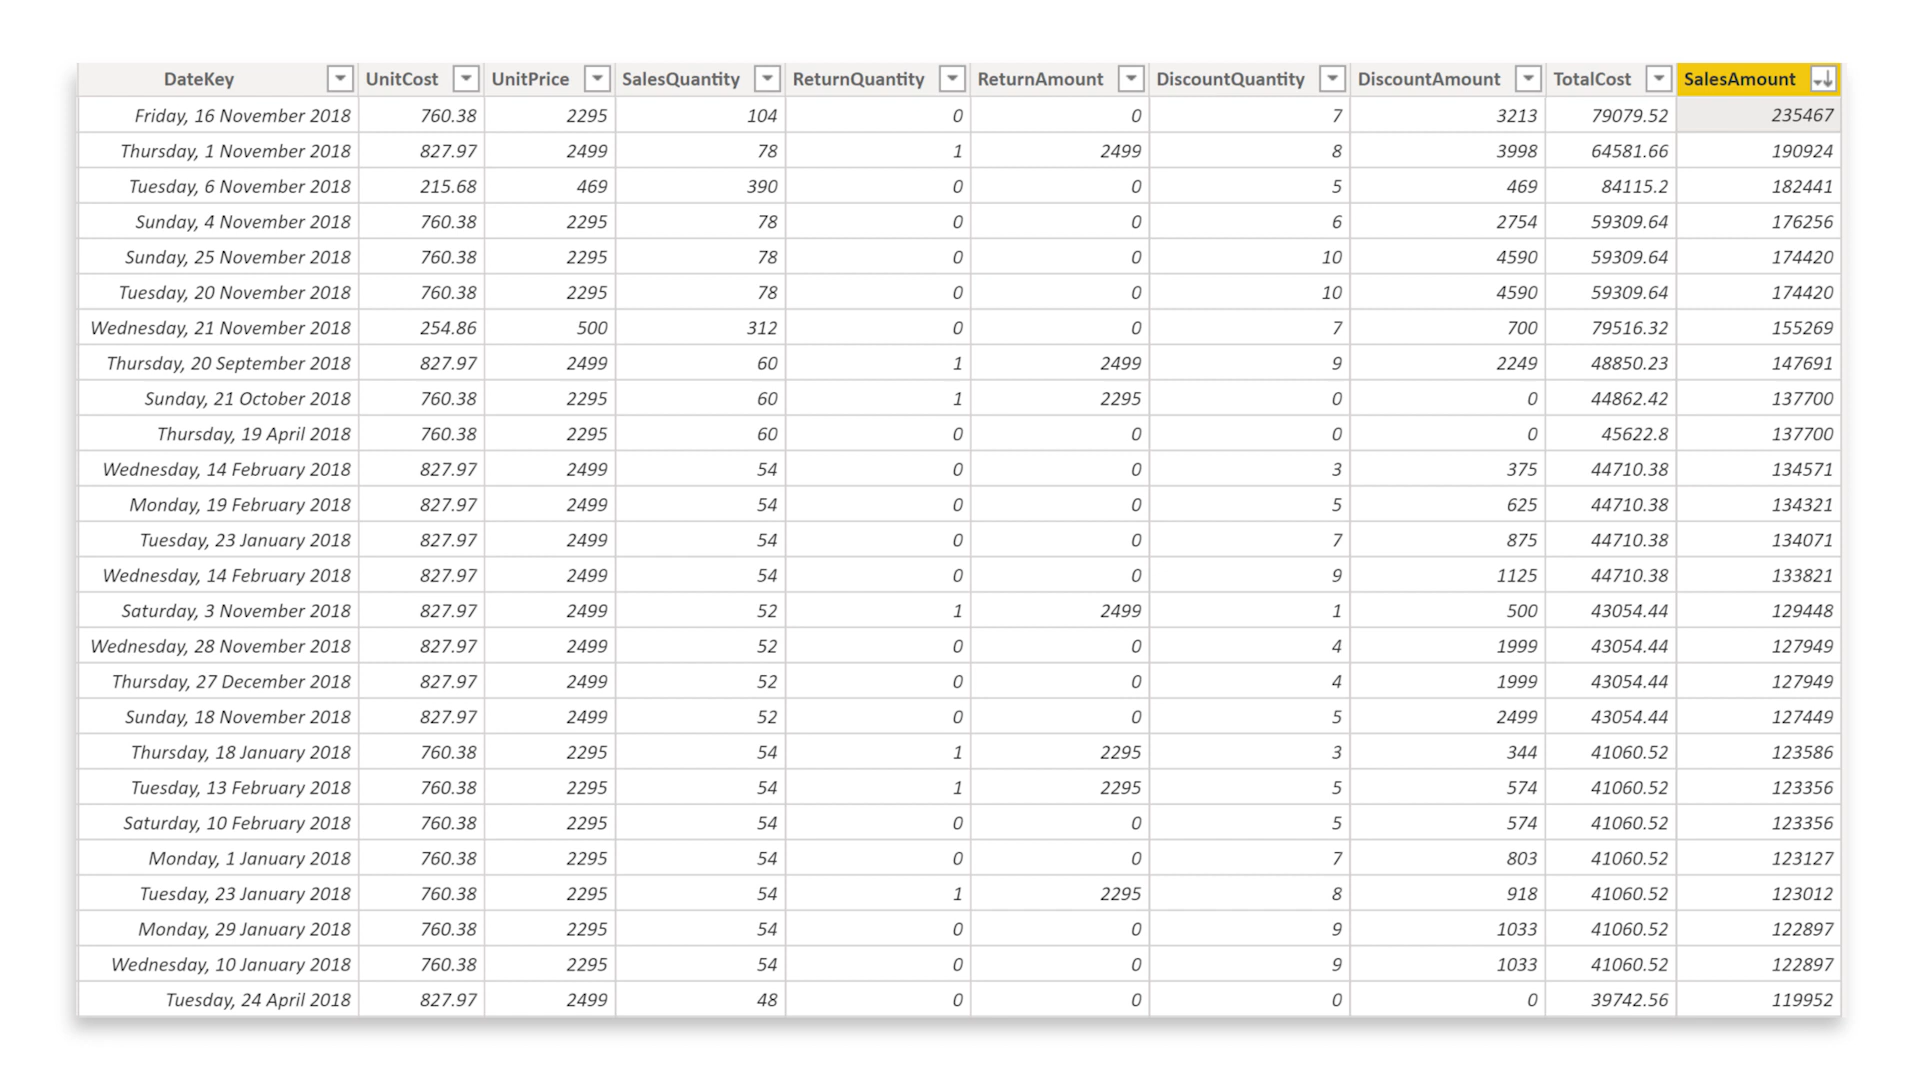 DateKey UnitCost UnitPrice SalesQuantity ReturnQuantity ReturnAmount DiscountQuantity DiscountAmount TotalCost SalesAmount
Friday, 16 November 2018 760.38 2295 104 0 0 7 3213 79079.52 235467
Thursday, 1 November 2018 827.97 2499 78 1 2499 8 3998 64581.66 190924
Tuesday, 6 November 2018 215.68 469 390 0 0 5 469 84115.2 182441
Sunday, 4 November 2018 760.38 2295 78 0 0 6 2754 59309.64 176256
Sunday, 25 November 2018 760.38 2295 78 0 0 10 4590 59309.64 174420
Tuesday, 20 November 2018 760.38 2295 78 0 0 10 4590 59309.64 174420
Wednesday, 21 November 2018 254.86 500 312 0 0 7 700 79516.32 155269
Thursday, 20 September 2018 827.97 2499 60 1 2499 9 2249 48850.23 147691
Sunday, 21 October 2018 760.38 2295 60 1 2295 0 0 44862.42 137700
Thursday, 19 April 2018 760.38 2295 60 0 0 0 0 45622.8 137700
Wednesday, 14 February 2018 827.97 2499 54 0 0 3 375 44710.38 134571
Monday, 19 February 2018 827.97 2499 54 0 0 5 625 44710.38 134321
Tuesday, 23 January 2018 827.97 2499 54 0 0 7 875 44710.38 134071
Wednesday, 14 February 2018 827.97 2499 54 0 0 9 1125 44710.38 133821
Saturday, 3 November 2018 827.97 2499 52 1 2499 1 500 43054.44 129448
Wednesday, 28 November 2018 827.97 2499 52 0 0 4 1999 43054.44 127949
Thursday, 27 December 2018 827.97 2499 52 0 0 4 1999 43054.44 127949
Sunday, 18 November 2018 827.97 2499 52 0 0 5 2499 43054.44 127449
Thursday, 18 January 2018 760.38 2295 54 1 2295 3 344 41060.52 123586
Tuesday, 13 February 2018 760.38 2295 54 1 2295 5 574 41060.52 123356
Saturday, 10 February 2018 760.38 2295 54 0 0 5 574 41060.52 123356
Monday, 1 January 2018 760.38 2295 54 0 0 7 803 41060.52 123127
Tuesday, 23 January 2018 760.38 2295 54 1 2295 8 918 41060.52 123012
Monday, 29 January 2018 760.38 2295 54 0 0 9 1033 41060.52 122897
Wednesday, 10 January 2018 760.38 2295 54 0 0 9 1033 41060.52 122897
Tuesday, 24 April 2018 827.97 2499 48 0 0 0 0 39742.56 119952